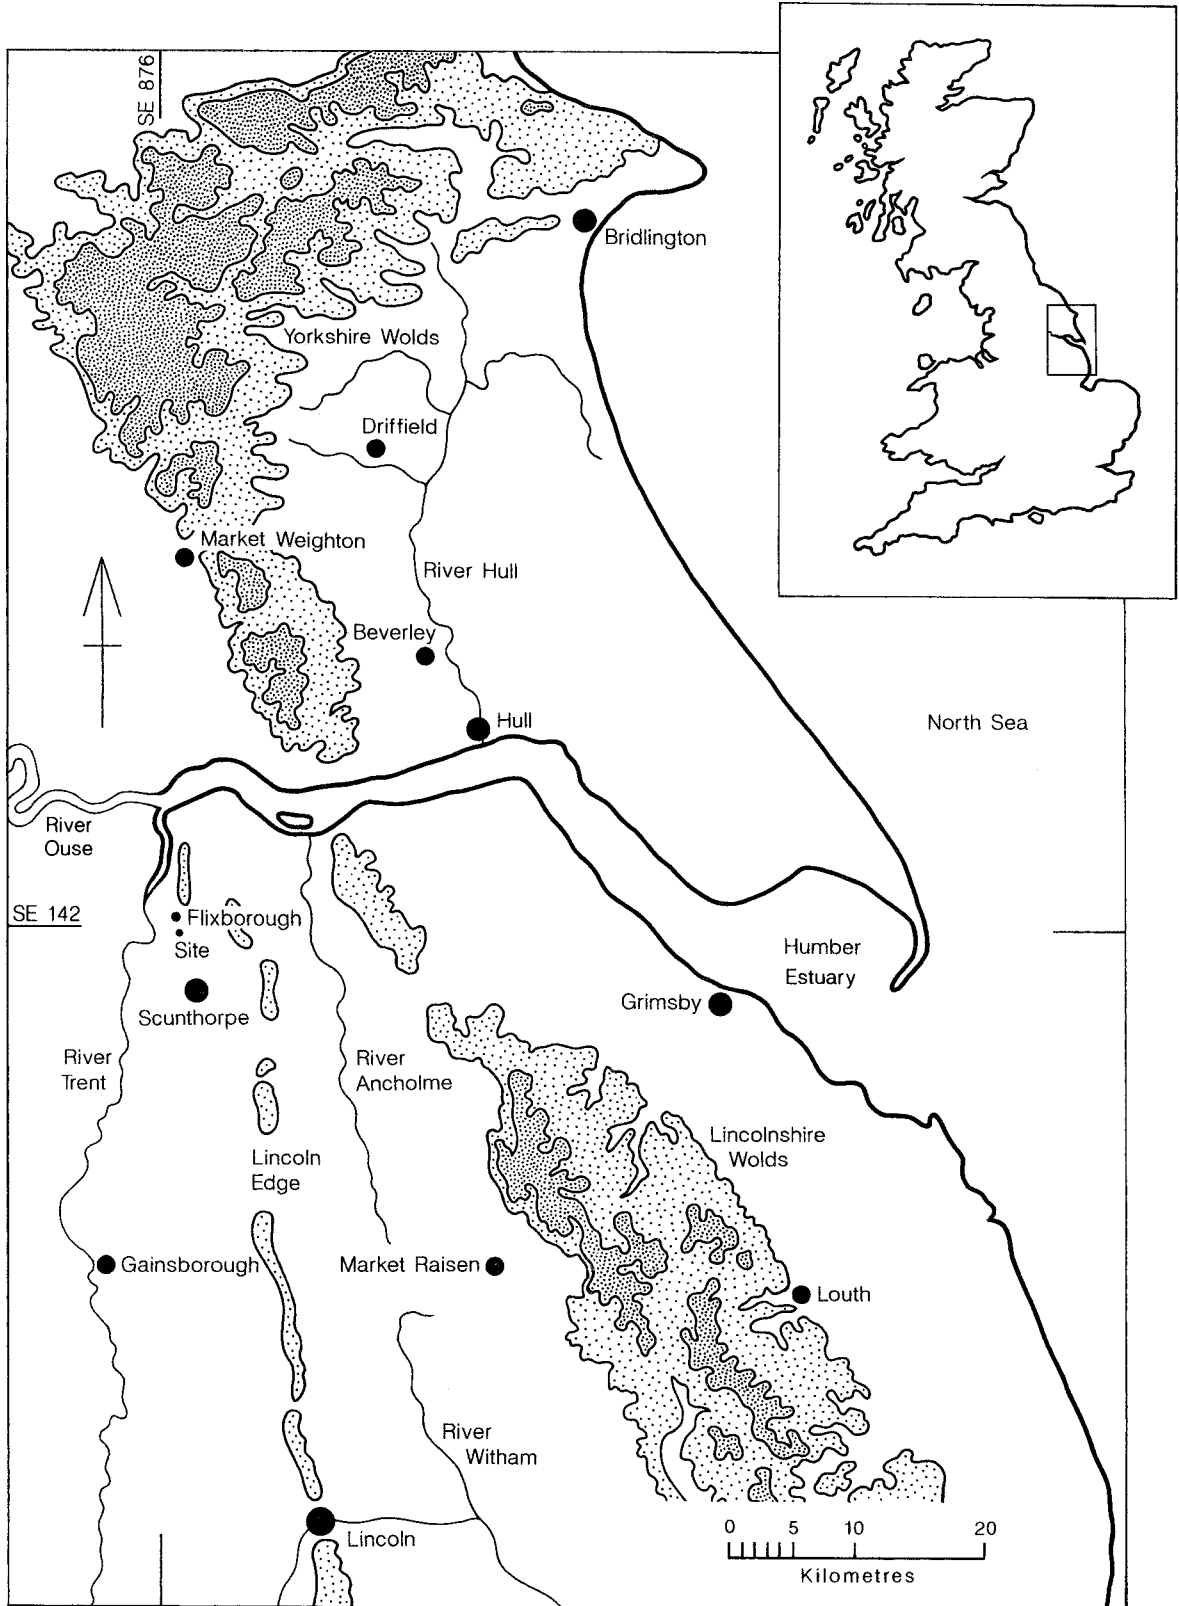 SE 876
Bridlington
Yorkshire Wolds
Driffield
Market Weighton
River Hull
Beverley
Hull
North Sea
River
Ouse
SE 142
Flixborough
Site
Humber
Estuary
Grimsby
Scunthorpe
River
Trent
River
Ancholme
Lincolnshire
Wolds
Lincoln
Edge
Gainsborough
Market Raisen
Louth
River
Witham
Lincoln
0 5 10 20
Kilometres